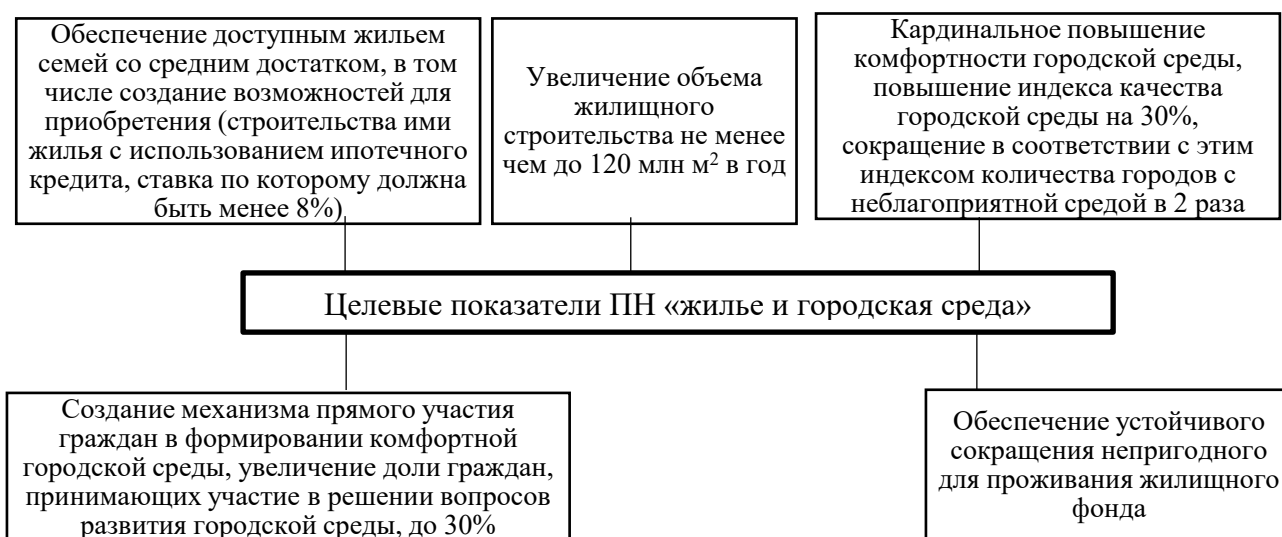 Обеспечение доступным жильем
семей со средним достатком, в том
числе создание возможностей для
приобретения (строительства ими
жилья с использованием ипотечного
кредита, ставка по которому должна
быть менее 8%)
Увеличение объема
жилищного
строительства не менее
чем до 120 млн м² в год
Кардинальное повышение
комфортности городской среды,
повышение индекса качества
городской среды на 30%,
сокращение в соответствии с этим
индексом количества городов с
неблагоприятной средой в 2 раза
Целевые показатели ПН «жилье и городская среда»
Создание механизма прямого участия
граждан в формировании комфортной
городской среды, увеличение доли граждан,
принимающих участие в решении вопросов
развития городской среды, до 30%
Обеспечение устойчивого
сокращения непригодного
для проживания жилищного
фонда